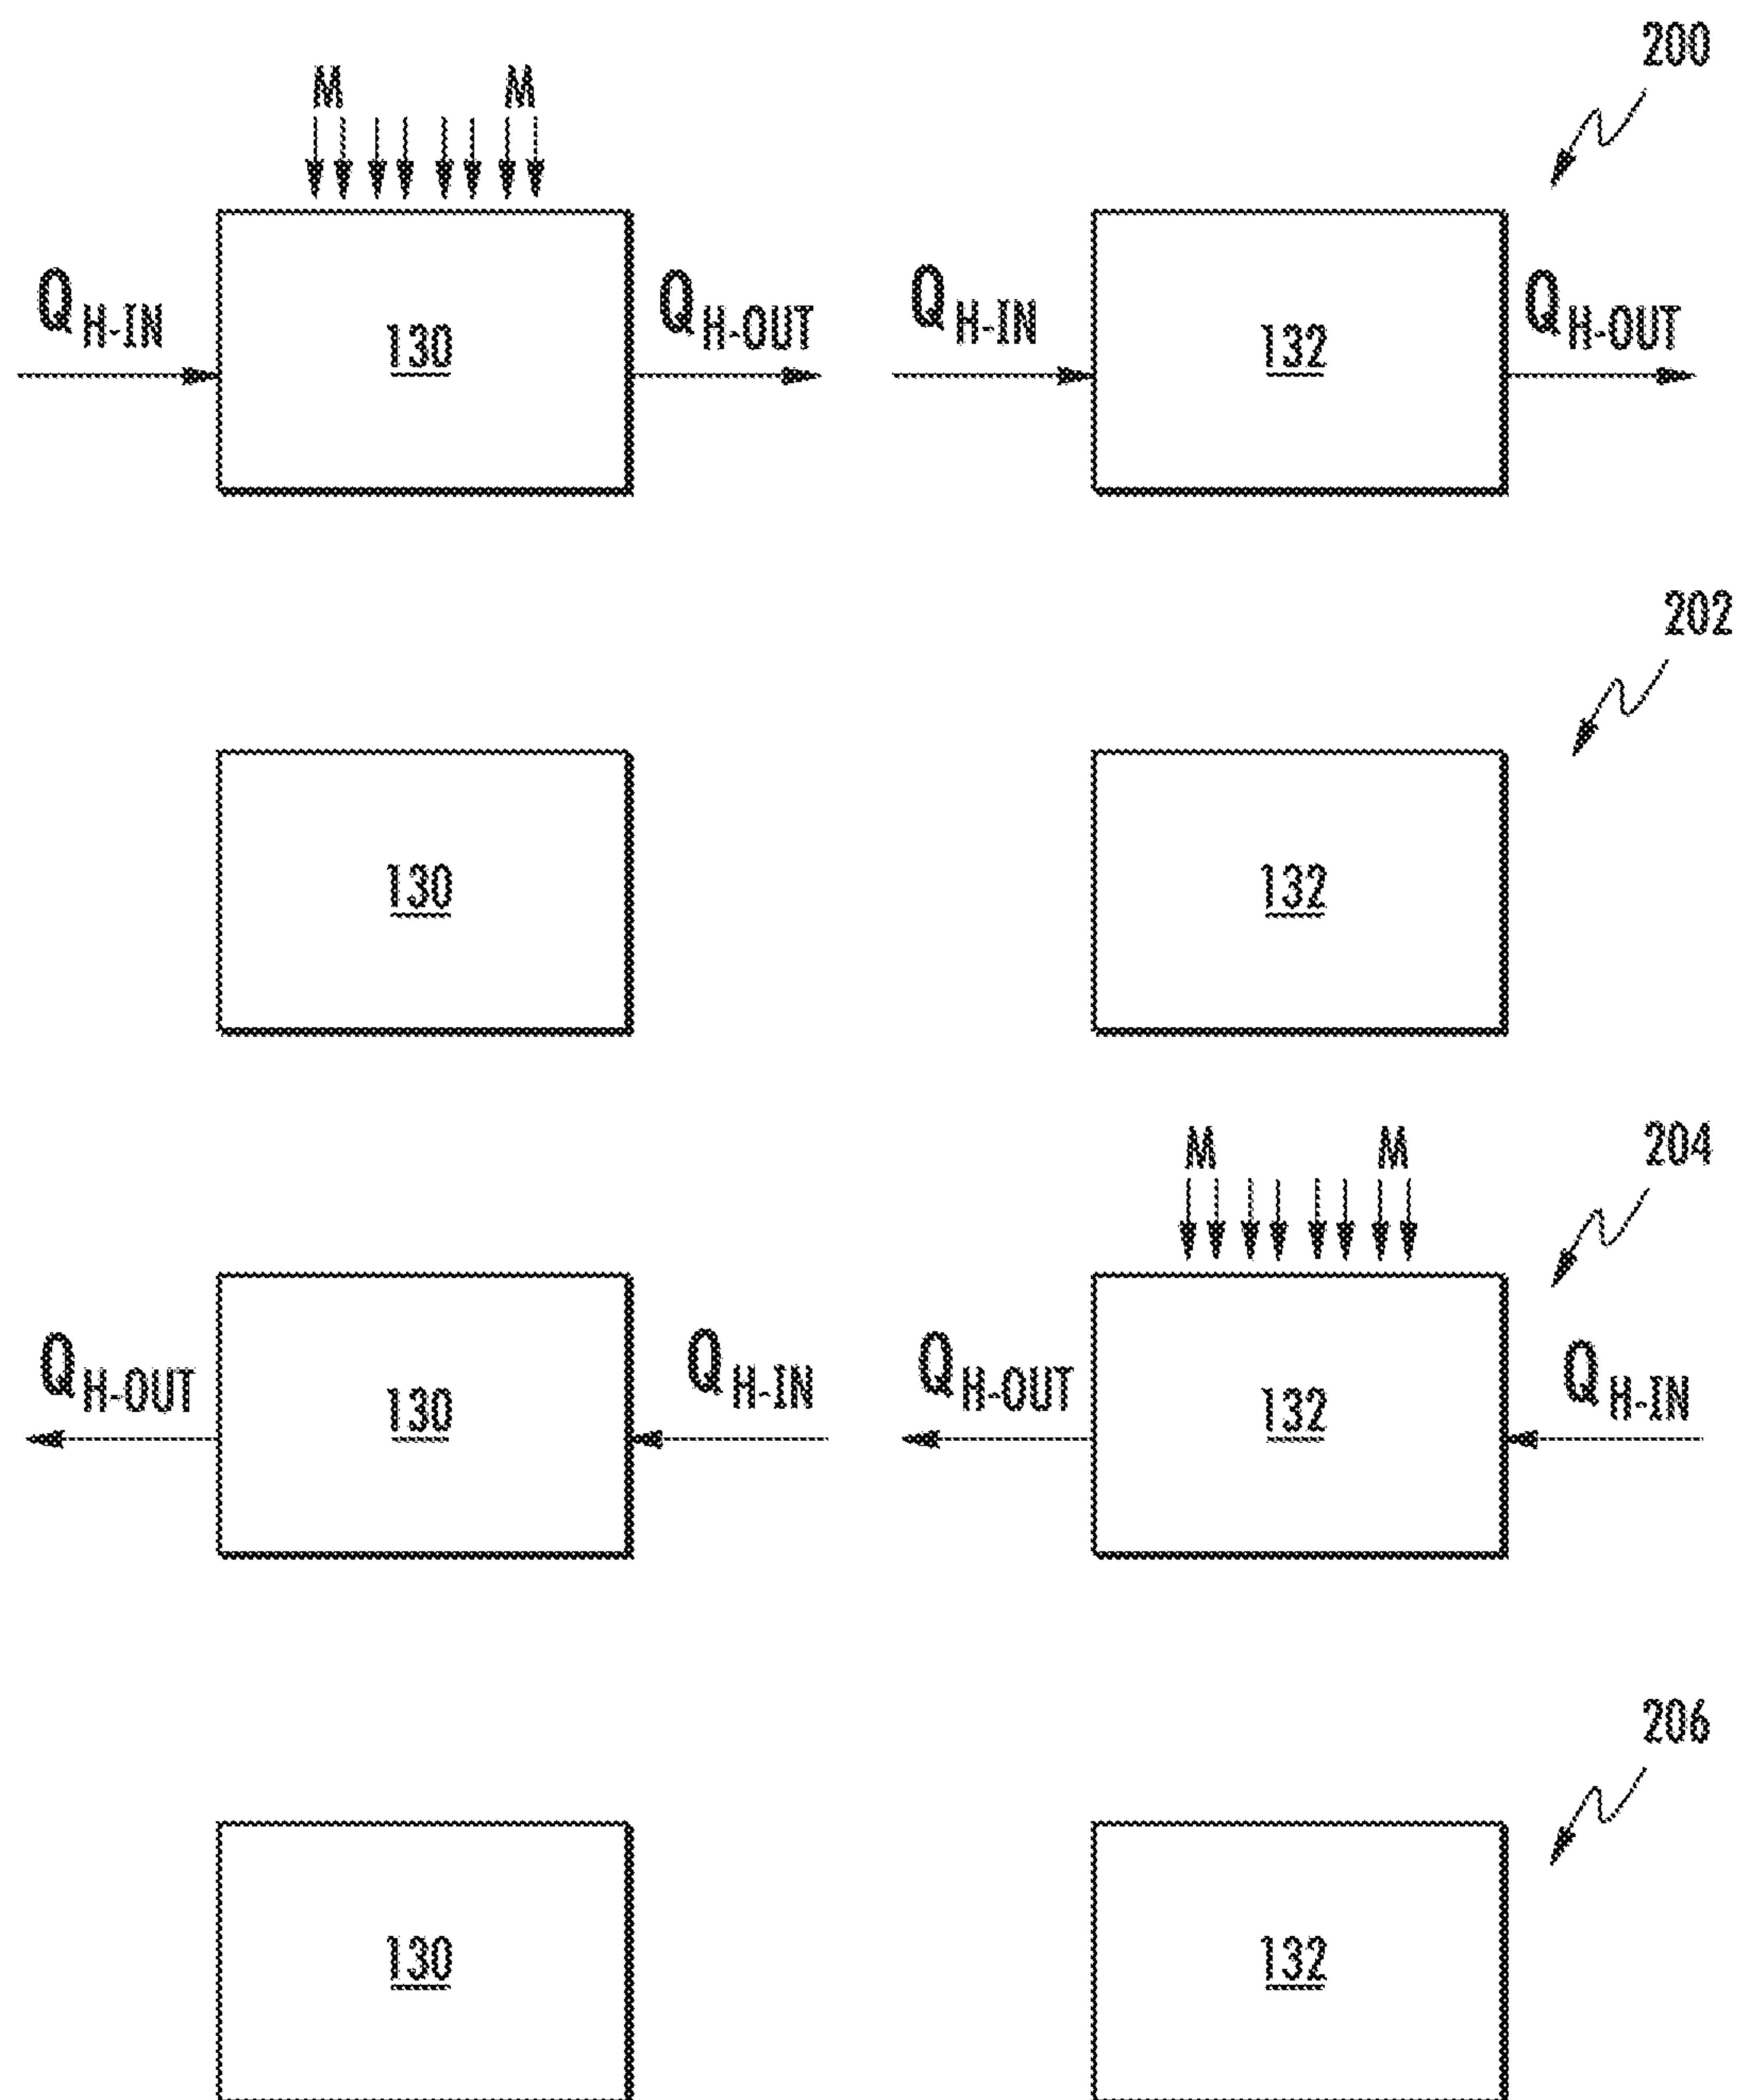 200
M M
Q H-IN 130 Q H-OUT Q H-IN 132 Q H-OUT
202
130 132
M M 204
Q H-OUT 130 Q H-IN Q H-OUT 132 Q H-IN
206
130 132